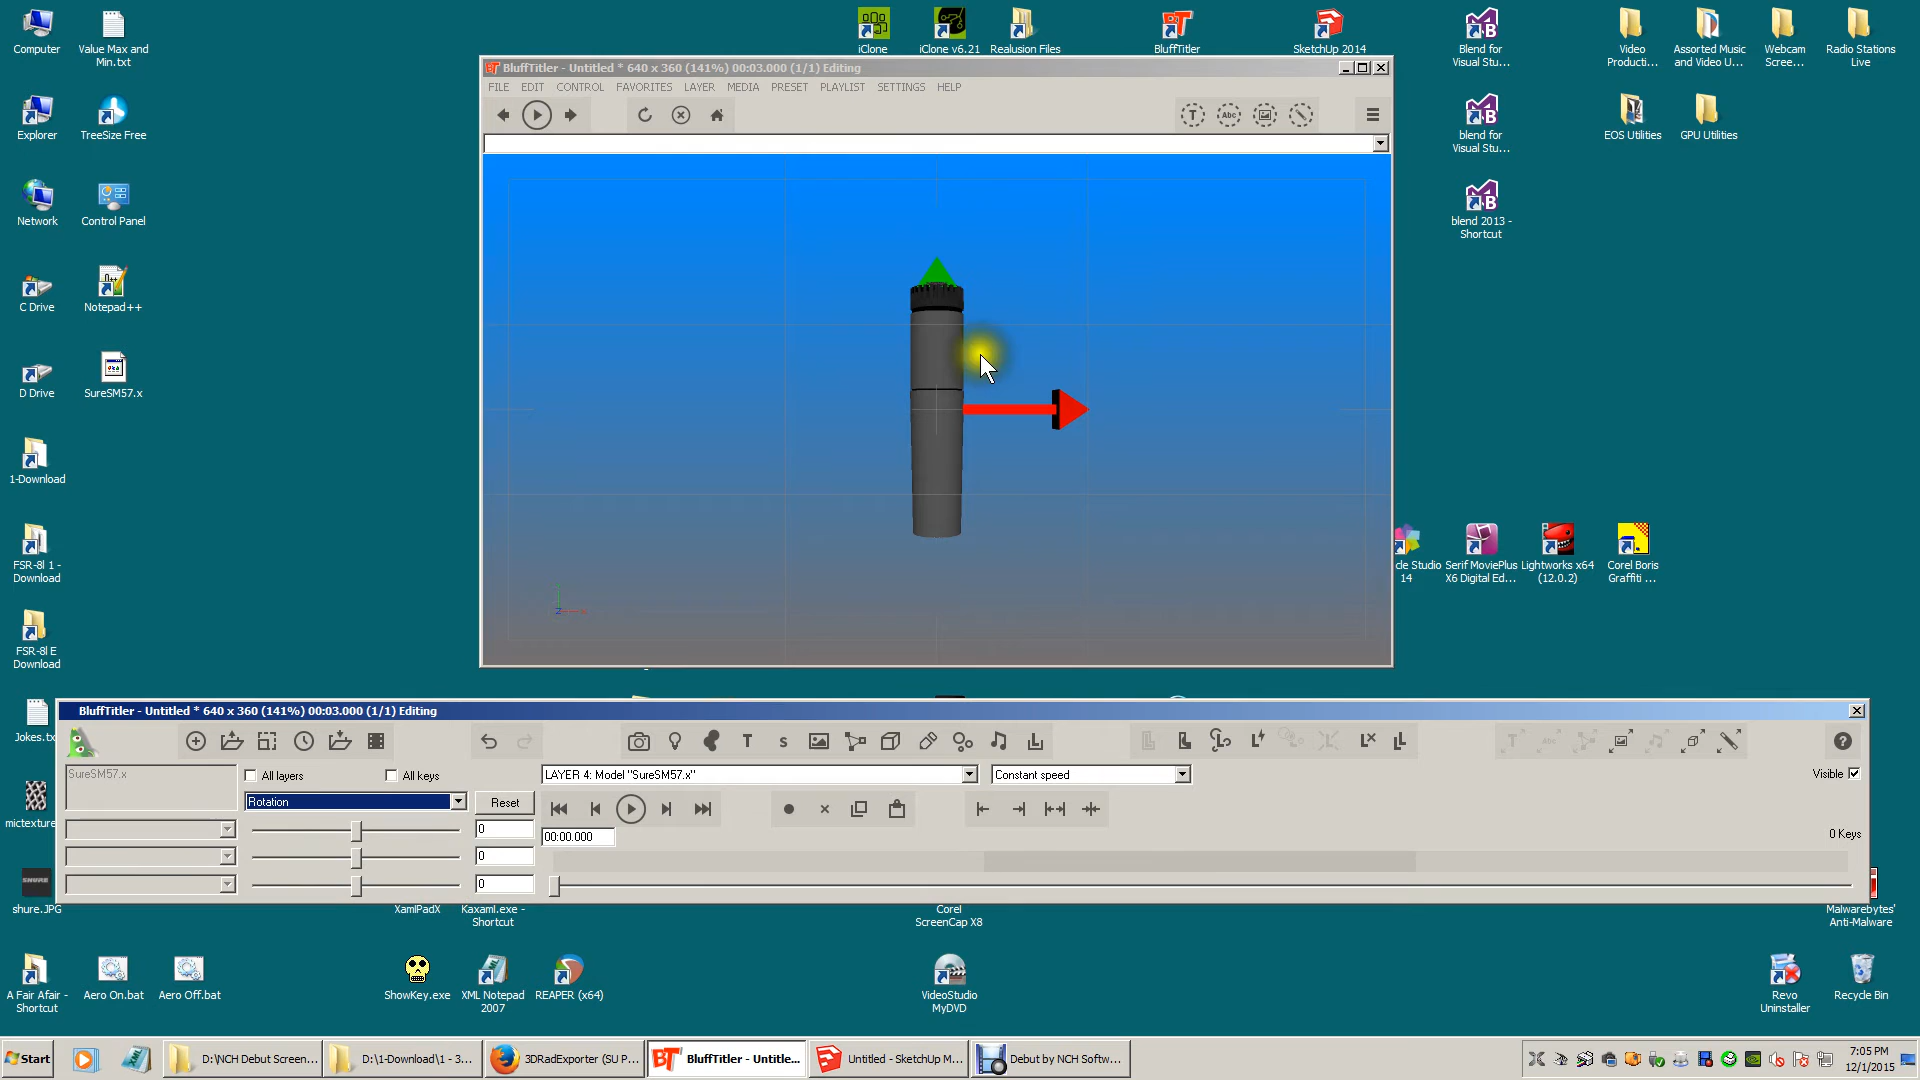 Computer
Value Max and
Min.txt
iClone
iClone v6.21
Realusion Files
BluffTitler
SketchUp 2014
Blend for
Visual Stu...
Video
Producti...
Assorted Music
and Video U...
Webcam
Scree...
Radio Stations
Live
BluffTitler - Untitled * 640 x 360 (141%) 00:03.000 (1/1) Editing
FILE EDIT CONTROL FAVORITES LAYER MEDIA PRESET PLAYLIST SETTINGS HELP
T Abc
Explorer
TreeSize Free
blend for
Visual Stu...
EOS Utilities
GPU Utilities
Network
Control Panel
blend 2013 -
Shortcut
C Drive
Notepad++
D Drive
SureSM57.x
1-Download
FSR-8l 1 -
Download
cle Studio
14
Serif MoviePlus
X6 Digital Ed...
Lightworks x64
(12.0.2)
Corel Boris
Graffiti ...
FSR-8l E
Download
BluffTitler - Untitled * 640 x 360 (141%) 00:03.000 (1/1) Editing
Jokes.tx
SureSM57.x
All layers
All keys
LAYER 4: Model "SureSM57.x"
Constant speed
Visible
Rotation
Reset
mictexture
0
00:00.000
0 Keys
0
0
shure.JPG
XamlPadX
Kaxaml.exe -
Shortcut
Corel
ScreenCap X8
Malwarebytes'
Anti-Malware
A Fair Afair -
Shortcut
Aero On.bat
Aero Off.bat
ShowKey.exe
XML Notepad
2007
REAPER (x64)
VideoStudio
MyDVD
Revo
Uninstaller
Recycle Bin
Start
D:\NCH Debut Screen...
D:\1-Download\1 - 3...
3DRadExporter (SU P...
BluffTitler - Untitle...
Untitled - SketchUp M...
Debut by NCH Softw...
7:05 PM
12/1/2015